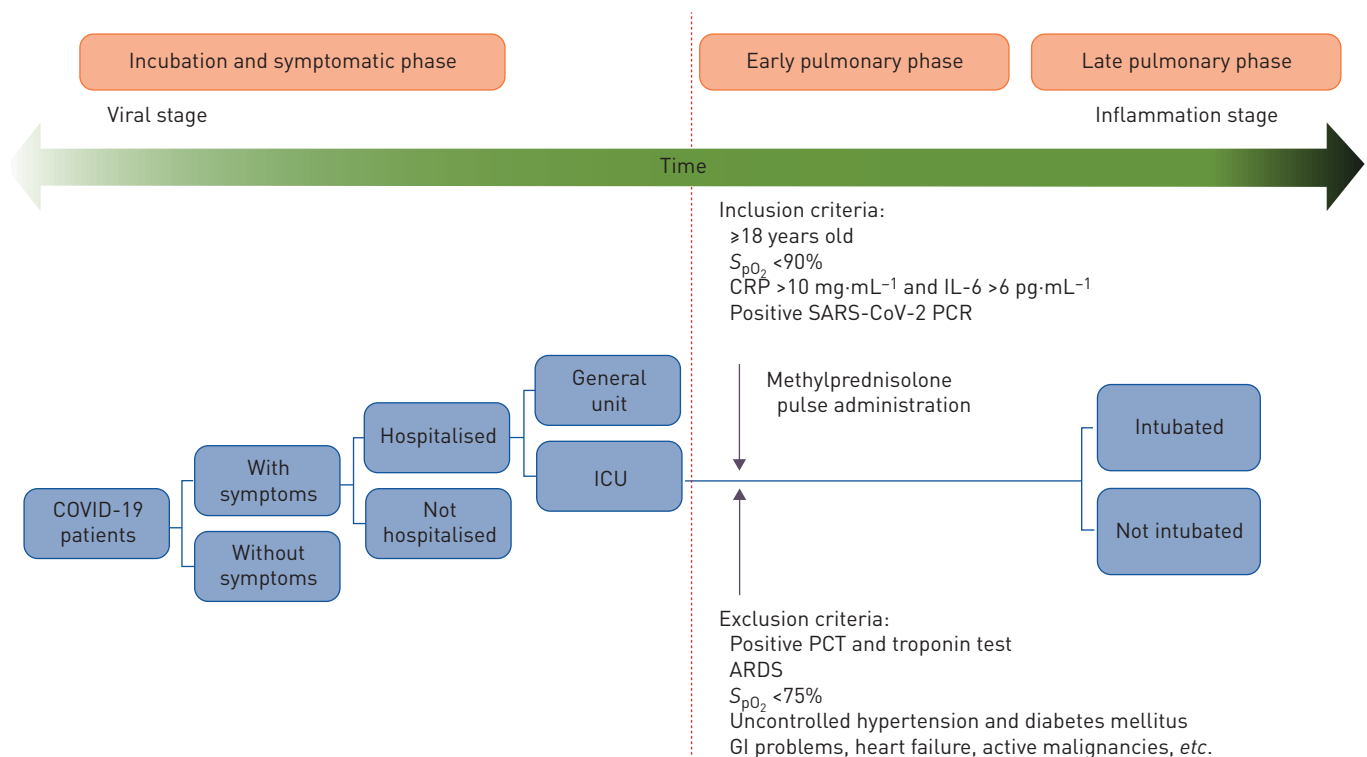 Incubation and symptomatic phase
Early pulmonary phase
Late pulmonary phase
Viral stage
Inflammation stage
Time
Inclusion criteria:
≥18 years old
SpO₂ <90%
CRP >10 mg·mL⁻¹ and IL-6 >6 pg·mL⁻¹
Positive SARS-CoV-2 PCR
Methylprednisolone
pulse administration
General
unit
Hospitalised
ICU
With
symptoms
Not
hospitalised
COVID-19
patients
Without
symptoms
Intubated
Not intubated
Exclusion criteria:
Positive PCT and troponin test
ARDS
SpO₂ <75%
Uncontrolled hypertension and diabetes mellitus
GI problems, heart failure, active malignancies, etc.